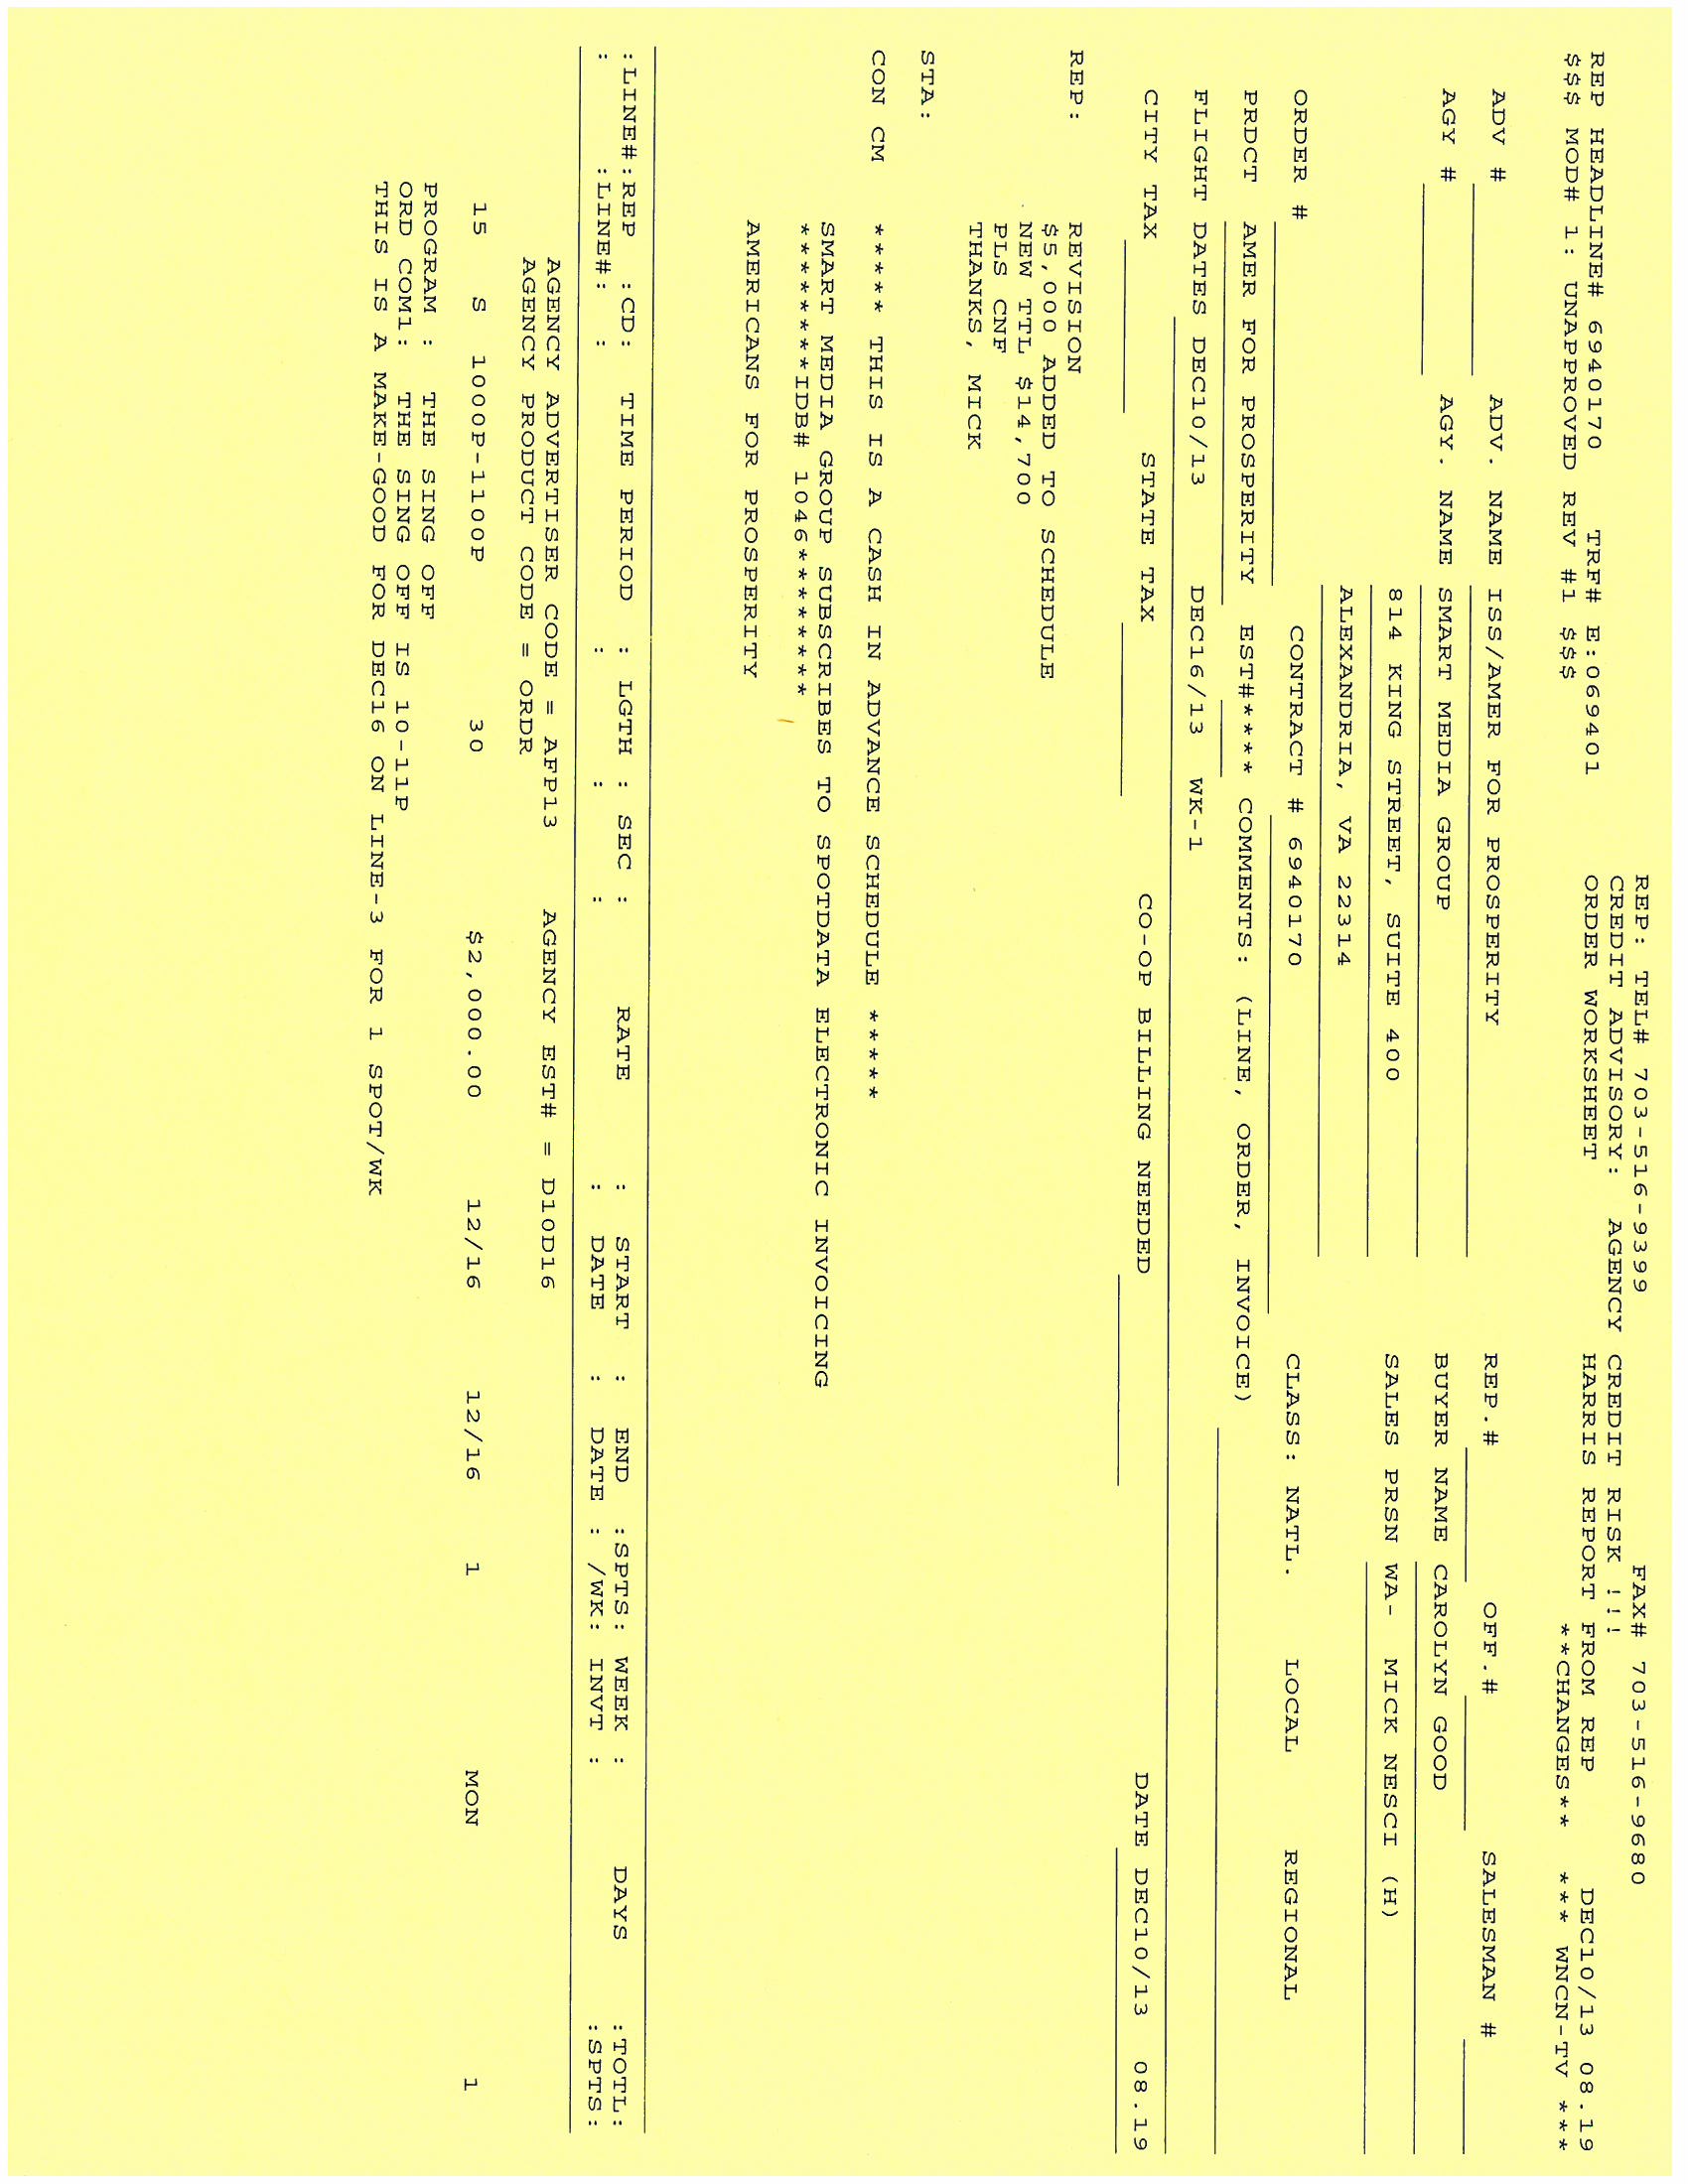 REP: TEL# 703-516-9399 FAX# 703-516-9680
CREDIT ADVISORY: AGENCY CREDIT RISK !!!
ORDER WORKSHEET HARRIS REPORT FROM REP DEC10/13 08.19
REP HEADLINE# 6940170 TRF# E:069401 **CHANGES** *** WNCN-TV ***
$$$ MOD# 1: UNAPPROVED REV #1 $$$
ADV # ADV. NAME ISS/AMER FOR PROSPERITY REP.# OFF.# SALESMAN #
AGY # AGY. NAME SMART MEDIA GROUP BUYER NAME CAROLYN GOOD
814 KING STREET, SUITE 400 SALES PRSN WA- MICK NESCI (H)
ALEXANDRIA, VA 22314
ORDER # CONTRACT # 6940170 CLASS: NATL. LOCAL REGIONAL
PRDCT AMER FOR PROSPERITY EST#**** COMMENTS: (LINE, ORDER, INVOICE)
FLIGHT DATES DEC10/13 DEC16/13 WK-1
CITY TAX STATE TAX CO-OP BILLING NEEDED DATE DEC10/13 08.19
REP: REVISION
$5,000 ADDED TO SCHEDULE
NEW TTL $14,700
PLS CNF
THANKS, MICK
STA:
CON CM ***** THIS IS A CASH IN ADVANCE SCHEDULE *****
SMART MEDIA GROUP SUBSCRIBES TO SPOTDATA ELECTRONIC INVOICING
*********IDB# 1046**********
AMERICANS FOR PROSPERITY
:LINE#:REP :CD: TIME PERIOD : LGTH : SEC : RATE : START : END :SPTS: WEEK : DAYS :TOTL:
: :LINE#: : : : : : DATE : DATE : /WK: INVT : :SPTS:
AGENCY ADVERTISER CODE = AFP13 AGENCY EST# = D10D16
AGENCY PRODUCT CODE = ORDR
15 S 1000P-1100P 30 $2,000.00 12/16 12/16 1 MON 1
PROGRAM : THE SING OFF
ORD COM1: THE SING OFF IS 10-11P
THIS IS A MAKE-GOOD FOR DEC16 ON LINE-3 FOR 1 SPOT/WK